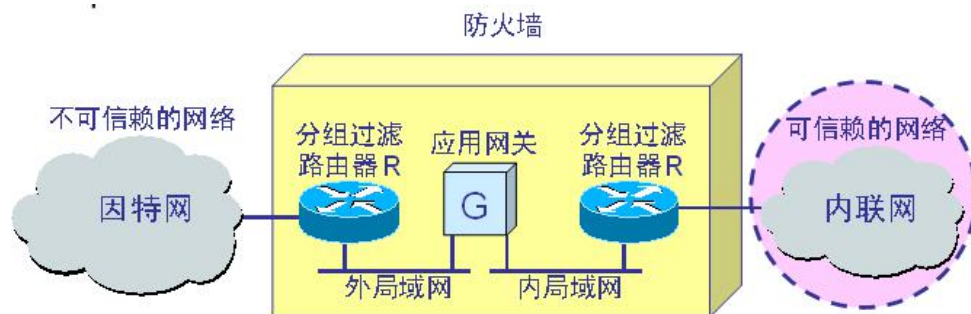 防火墙
不可信赖的网络
因特网
分组过滤
路由器 R
应用网关
G
分组过滤
路由器 R
外局域网
内局域网
可信赖的网络
内联网